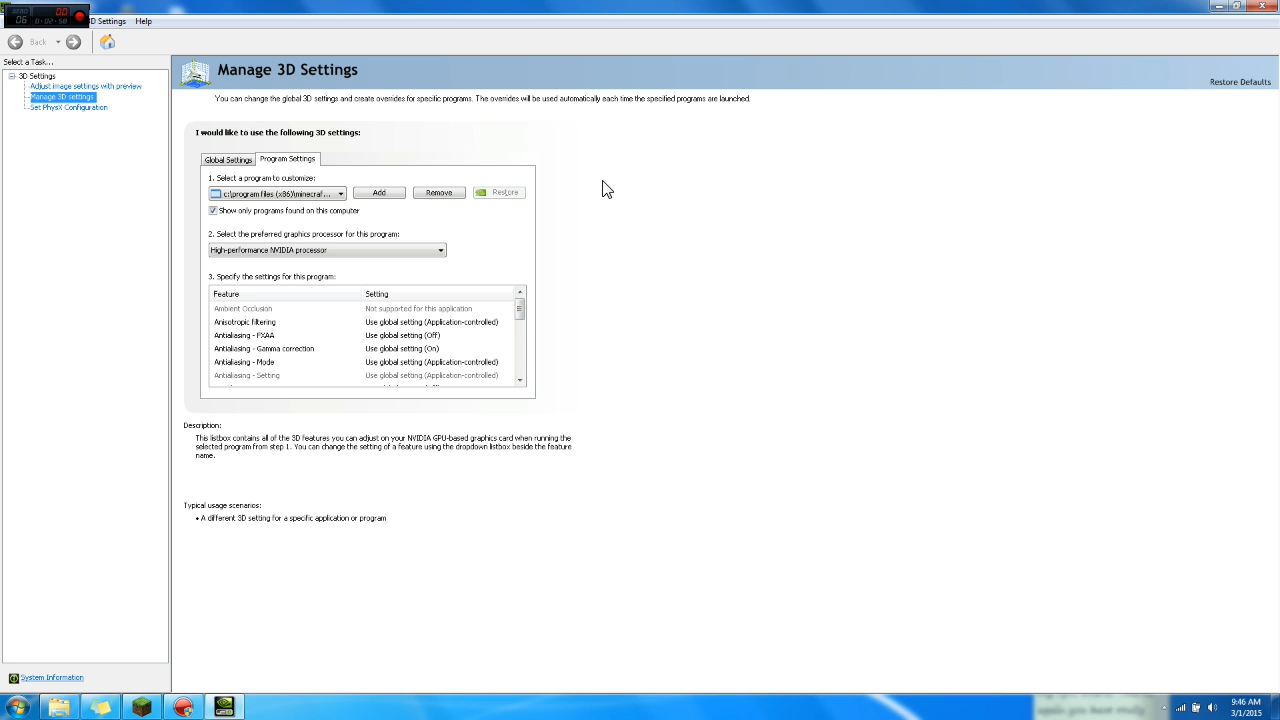 00
06 0:02:50
3D Settings Help
Back
Select a Task...
3D Settings
Adjust image settings with preview
Manage 3D settings
Set PhysX Configuration
System Information
Manage 3D Settings
Restore Defaults
You can change the global 3D settings and create overrides for specific programs. The overrides will be used automatically each time the specified programs are launched.
I would like to use the following 3D settings:
Global Settings Program Settings
1. Select a program to customize:
c:\program files (x86)\minecraf... Add Remove Restore
Show only programs found on this computer
2. Select the preferred graphics processor for this program:
High-performance NVIDIA processor
3. Specify the settings for this program:
Feature Setting
Ambient Occlusion Not supported for this application
Anisotropic filtering Use global setting (Application-controlled)
Antialiasing - FXAA Use global setting (Off)
Antialiasing - Gamma correction Use global setting (On)
Antialiasing - Mode Use global setting (Application-controlled)
Antialiasing - Setting Use global setting (Application-controlled)
Description:
This listbox contains all of the 3D features you can adjust on your NVIDIA GPU-based graphics card when running the
selected program from step 1. You can change the setting of a feature using the dropdown listbox beside the feature
name.
Typical usage scenarios:
• A different 3D setting for a specific application or program
9:46 AM
3/1/2015